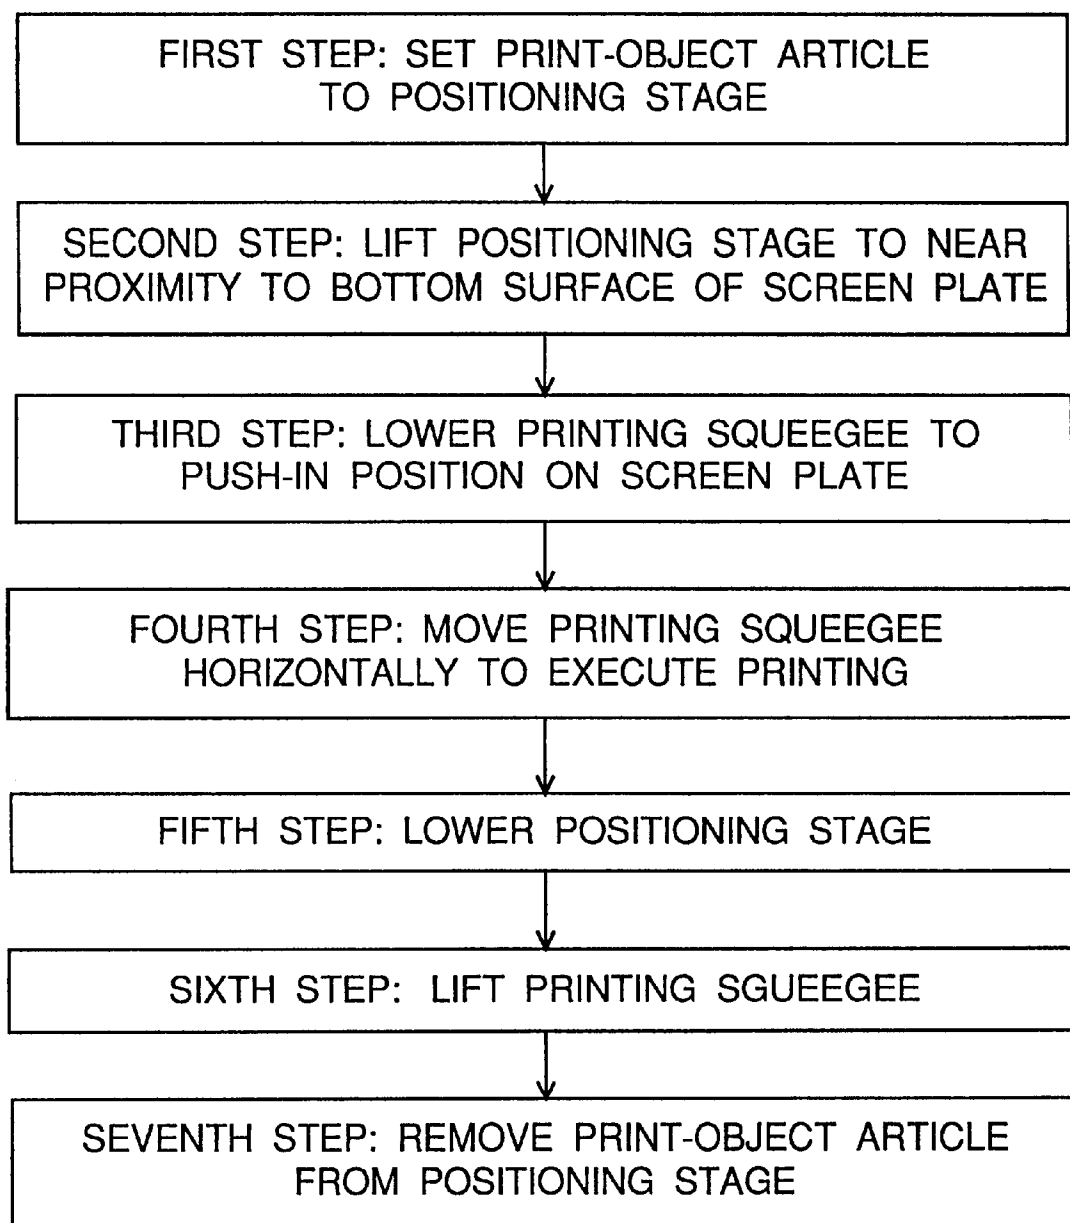 FIRST STEP: SET PRINT-OBJECT ARTICLE
TO POSITIONING STAGE
SECOND STEP: LIFT POSITIONING STAGE TO NEAR
PROXIMITY TO BOTTOM SURFACE OF SCREEN PLATE
THIRD STEP: LOWER PRINTING SQUEEGEE TO
PUSH-IN POSITION ON SCREEN PLATE
FOURTH STEP: MOVE PRINTING SQUEEGEE
HORIZONTALLY TO EXECUTE PRINTING
FIFTH STEP: LOWER POSITIONING STAGE
SIXTH STEP: LIFT PRINTING SGUEEGEE
SEVENTH STEP: REMOVE PRINT-OBJECT ARTICLE
FROM POSITIONING STAGE